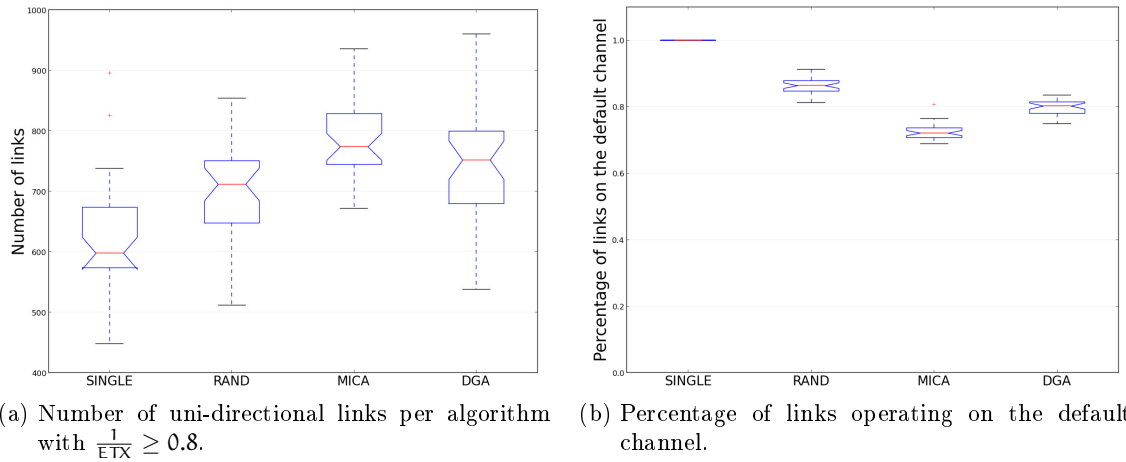 1000
900
800
700
600
500
400
Number of links
SINGLE RAND MICA DGA
(a) Number of uni-directional links per algorithm
with 1/ETX ≥ 0.8.
1.0
0.8
0.6
0.4
0.2
0.0
Percentage of links on the default channel
SINGLE RAND MICA DGA
(b) Percentage of links operating on the default
channel.